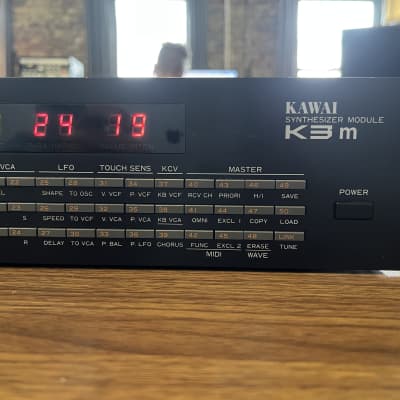 KAWAI
SYNTHESIZER MODULE
K3m
24 19
VCA LFO TOUCH SENS KCV MASTER
22 25 28 31 34 37 40 43 46 49
L SHAPE TO OSC V. VCF P. VCF KB VCF RCV CH PRIORI H/I SAVE
POWER
23 26 29 32 35 38 41 44 47 50
S SPEED TO VCF V. VCA P. VCA KB VCA OMNI EXCL 1 COPY LOAD
24 27 30 33 36 39 42 45 48 LINK
R DELAY TO VCA P. BAL P. LFO CHORUS FUNC EXCL 2 ERASE TUNE
MIDI WAVE